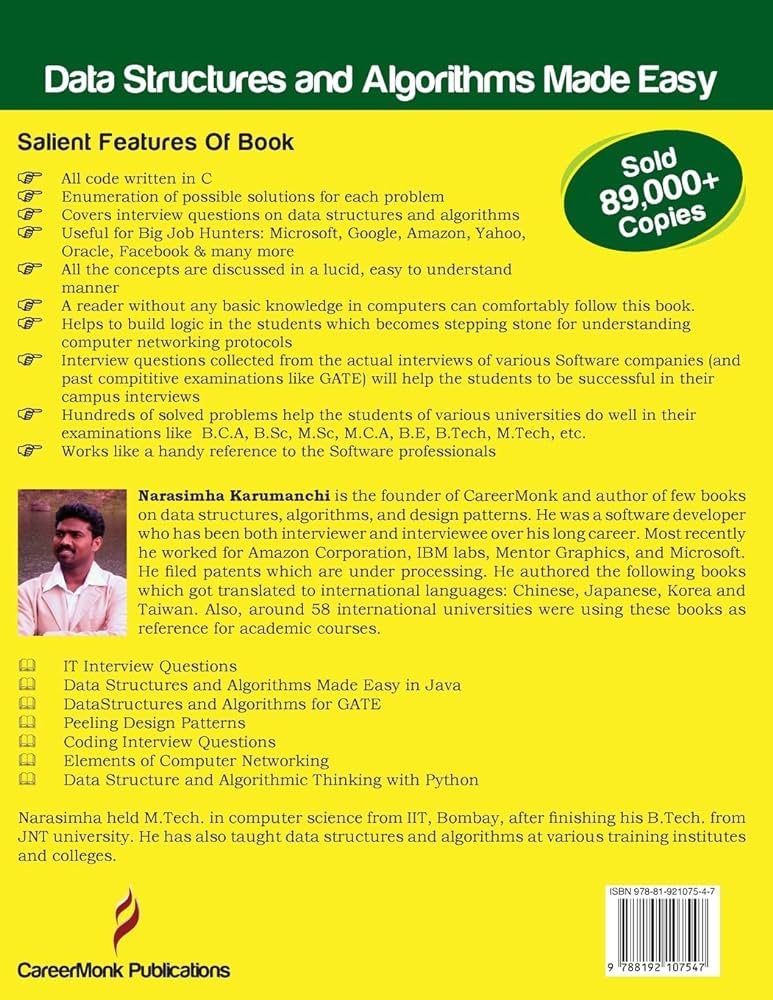 Data Structures and Algorithms Made Easy
Salient Features Of Book
Sold
89,000+
Copies
All code written in C
Enumeration of possible solutions for each problem
Covers interview questions on data structures and algorithms
Useful for Big Job Hunters: Microsoft, Google, Amazon, Yahoo,
Oracle, Facebook & many more
All the concepts are discussed in a lucid, easy to understand
manner
A reader without any basic knowledge in computers can comfortably follow this book.
Helps to build logic in the students which becomes stepping stone for understanding
computer networking protocols
Interview questions collected from the actual interviews of various Software companies (and
past compititive examinations like GATE) will help the students to be successful in their
campus interviews
Hundreds of solved problems help the students of various universities do well in their
examinations like B.C.A, B.Sc, M.Sc, M.C.A, B.E, B.Tech, M.Tech, etc.
Works like a handy reference to the Software professionals
Narasimha Karumanchi is the founder of CareerMonk and author of few books
on data structures, algorithms, and design patterns. He was a software developer
who has been both interviewer and interviewee over his long career. Most recently
he worked for Amazon Corporation, IBM labs, Mentor Graphics, and Microsoft.
He filed patents which are under processing. He authored the following books
which got translated to international languages: Chinese, Japanese, Korea and
Taiwan. Also, around 58 international universities were using these books as
reference for academic courses.
IT Interview Questions
Data Structures and Algorithms Made Easy in Java
DataStructures and Algorithms for GATE
Peeling Design Patterns
Coding Interview Questions
Elements of Computer Networking
Data Structure and Algorithmic Thinking with Python
Narasimha held M.Tech. in computer science from IIT, Bombay, after finishing his B.Tech. from
JNT university. He has also taught data structures and algorithms at various training institutes
and colleges.
CareerMonk Publications
ISBN 978-81-921075-4-7
9 788192 107547